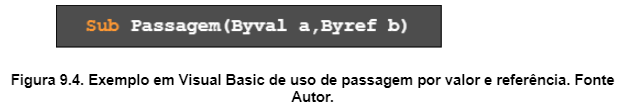 Sub Passagem(Byval a,Byref b)
Figura 9.4. Exemplo em Visual Basic de uso de passagem por valor e referência. Fonte
Autor.